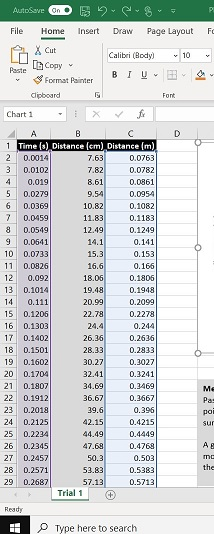 AutoSave On
File Home Insert Draw Page Layout
Cut
Copy
Paste
Format Painter
Calibri (Body) 10
B I U
Clipboard
Font
Chart 1 fx
A B C D
1 Time (s) Distance (cm) Distance (m)
2 0.0014 7.63 0.0763
3 0.0102 7.82 0.0782
4 0.019 8.61 0.0861
5 0.0279 9.54 0.0954
6 0.0369 10.82 0.1082
7 0.0459 11.83 0.1183
8 0.0549 12.49 0.1249
9 0.0641 14.1 0.141
10 0.0733 15.3 0.153
11 0.0826 16.6 0.166
12 0.092 18.06 0.1806
13 0.1014 19.48 0.1948
14 0.111 20.99 0.2099
15 0.1206 22.78 0.2278
16 0.1303 24.4 0.244
17 0.1402 26.36 0.2636
18 0.1501 28.33 0.2833
19 0.1602 30.27 0.3027
20 0.1704 32.41 0.3241
21 0.1807 34.69 0.3469
22 0.1912 36.67 0.3667
23 0.2018 39.6 0.396
24 0.2125 42.15 0.4215
25 0.2234 44.49 0.4449
26 0.2345 47.68 0.4768
27 0.2457 50.3 0.503
28 0.2571 53.83 0.5383
29 0.2687 57.13 0.5713
Me
Pas
poi
sur
A g
mo
the
Trial 1
Ready
Type here to search